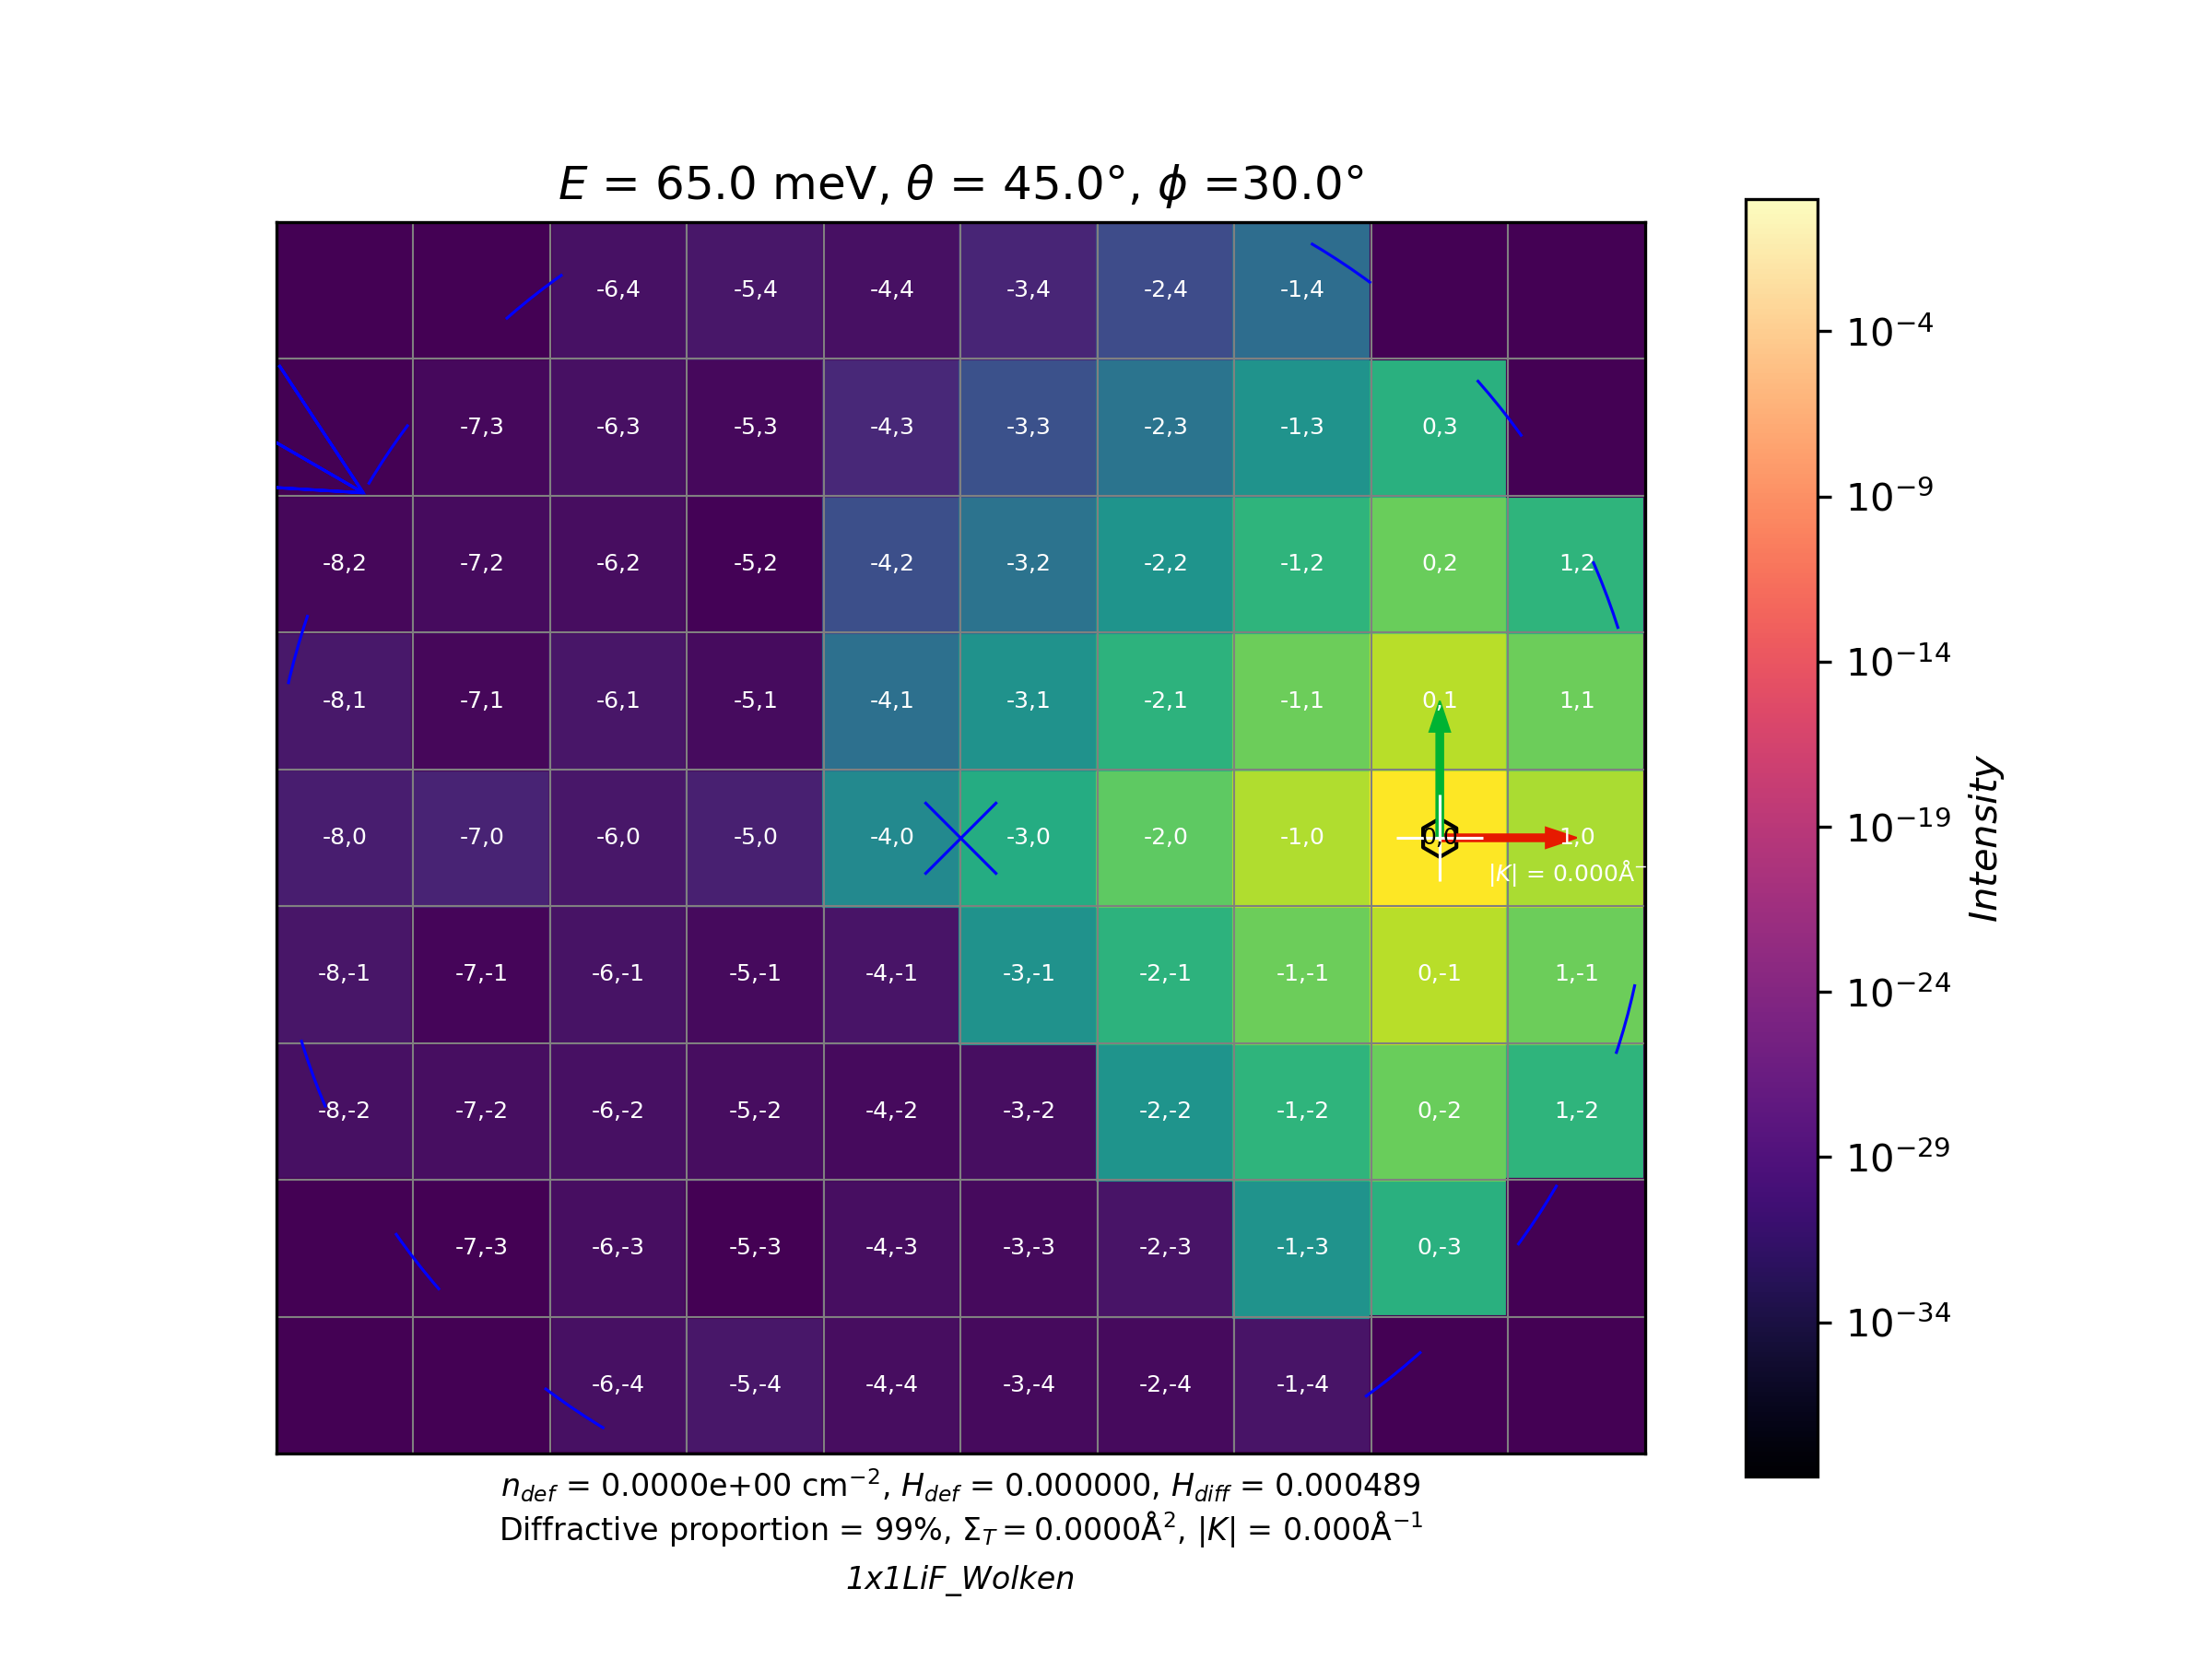 E = 65.0 meV, θ = 45.0°, ϕ =30.0°
-6,4 -5,4 -4,4 -3,4 -2,4 -1,4
-7,3 -6,3 -5,3 -4,3 -3,3 -2,3 -1,3 0,3
-8,2 -7,2 -6,2 -5,2 -4,2 -3,2 -2,2 -1,2 0,2 1,2
-8,1 -7,1 -6,1 -5,1 -4,1 -3,1 -2,1 -1,1 0,1 1,1
-8,0 -7,0 -6,0 -5,0 -4,0 -3,0 -2,0 -1,0 0,0 1,0
|K| = 0.000Å⁻
-8,-1 -7,-1 -6,-1 -5,-1 -4,-1 -3,-1 -2,-1 -1,-1 0,-1 1,-1
-8,-2 -7,-2 -6,-2 -5,-2 -4,-2 -3,-2 -2,-2 -1,-2 0,-2 1,-2
-7,-3 -6,-3 -5,-3 -4,-3 -3,-3 -2,-3 -1,-3 0,-3
-6,-4 -5,-4 -4,-4 -3,-4 -2,-4 -1,-4
n_def = 0.0000e+00 cm⁻², H_def = 0.000000, H_diff = 0.000489
Diffractive proportion = 99%, Σ_T = 0.0000Å², |K| = 0.000Å⁻¹
1x1LiF_Wolken
10⁻⁴
10⁻⁹
10⁻¹⁴
10⁻¹⁹
10⁻²⁴
10⁻²⁹
10⁻³⁴
Intensity